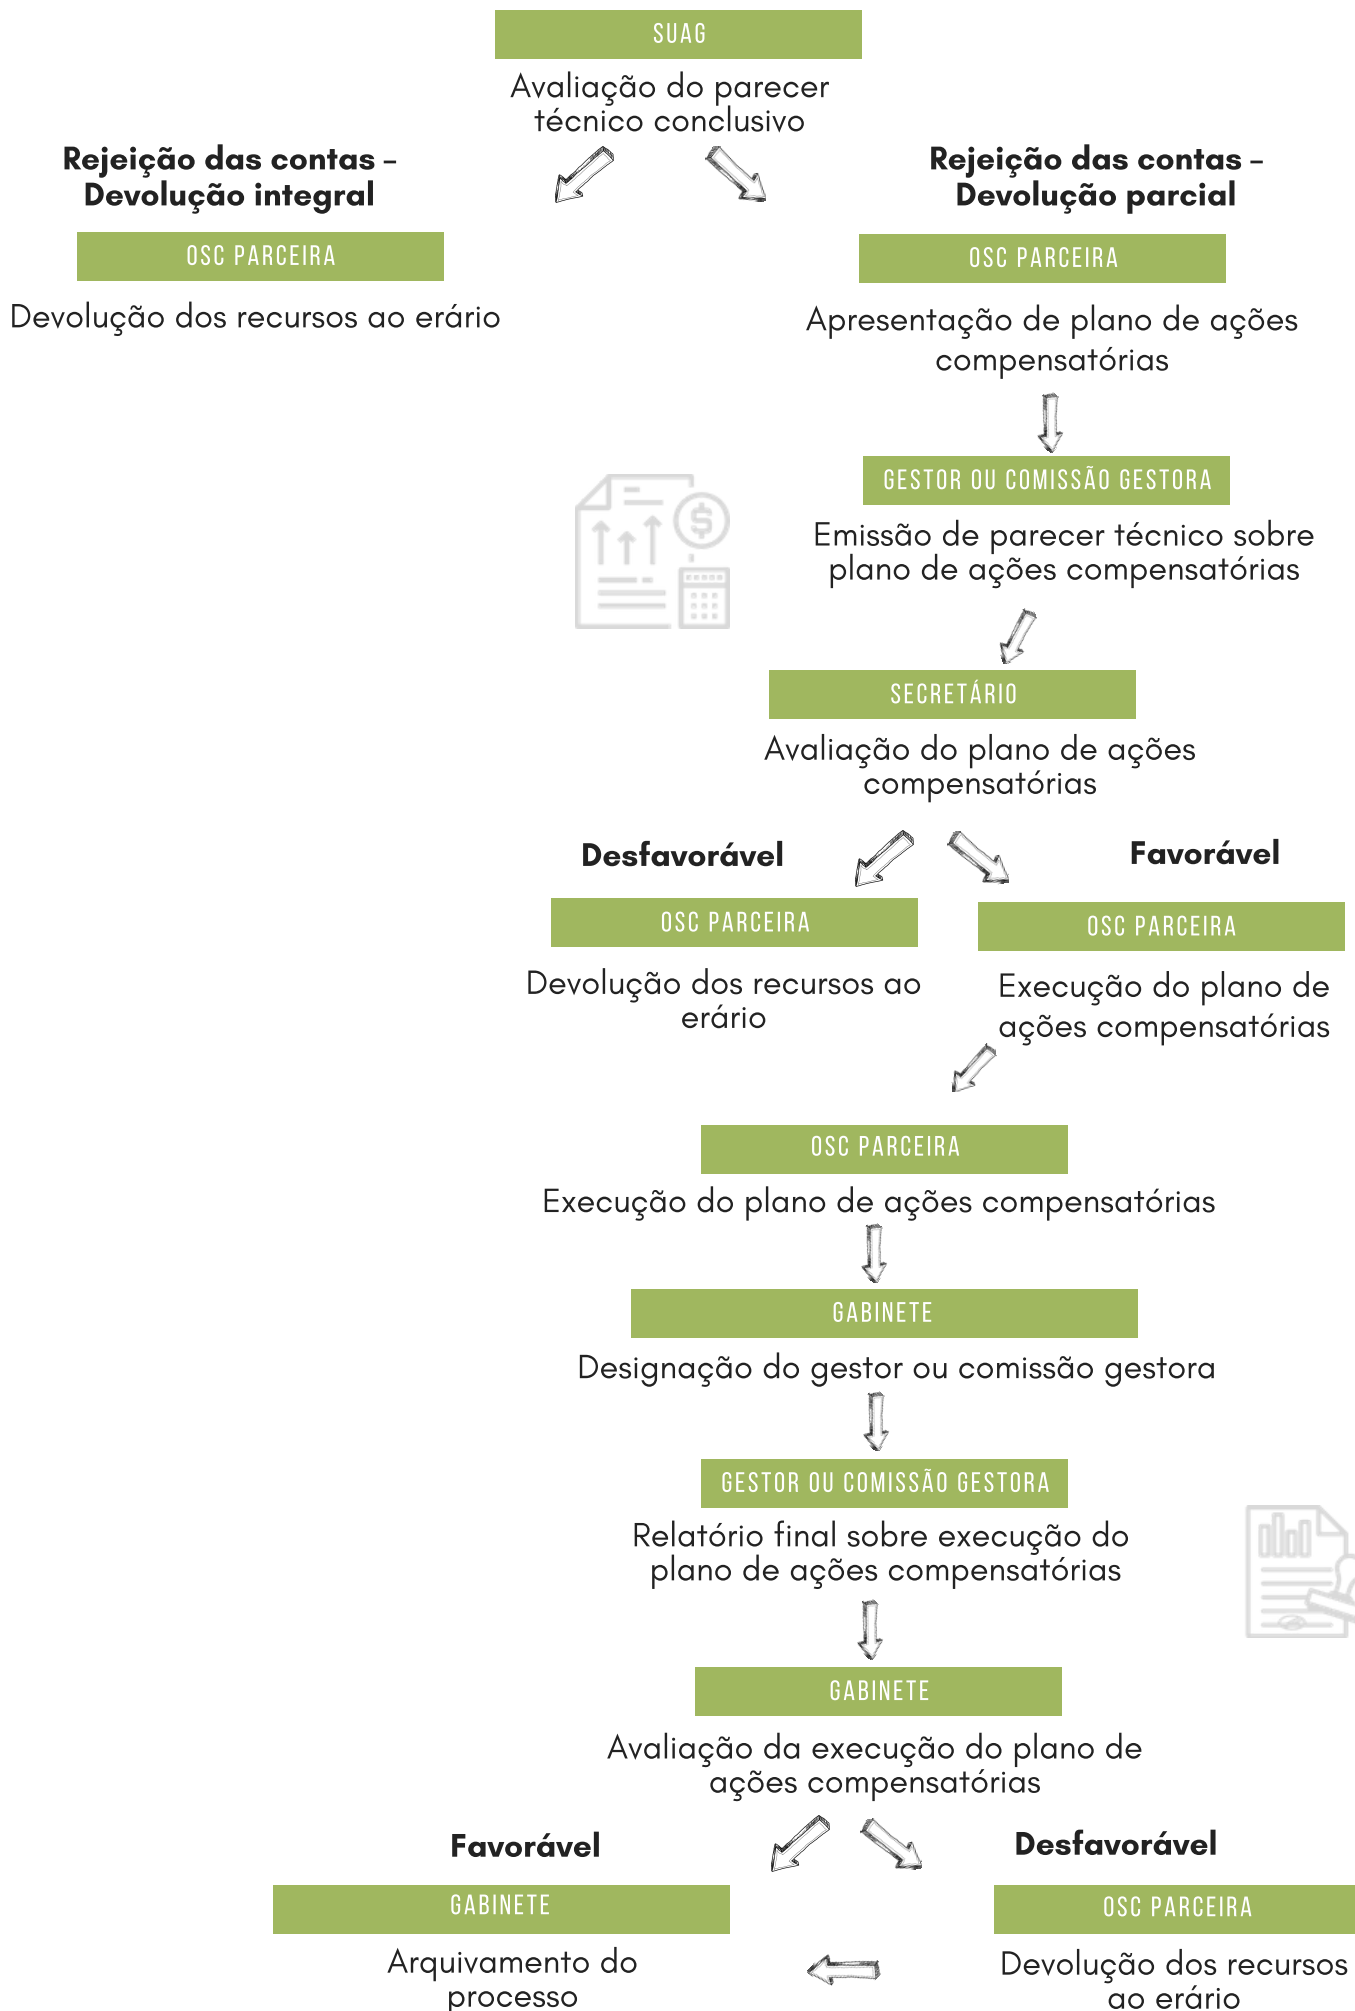 SUAG
Avaliação do parecer
técnico conclusivo
Rejeição das contas –
Devolução integral
OSC PARCEIRA
Devolução dos recursos ao erário
Rejeição das contas –
Devolução parcial
OSC PARCEIRA
Apresentação de plano de ações
compensatórias
GESTOR OU COMISSÃO GESTORA
Emissão de parecer técnico sobre
plano de ações compensatórias
SECRETÁRIO
Avaliação do plano de ações
compensatórias
Desfavorável
OSC PARCEIRA
Devolução dos recursos ao
erário
Favorável
OSC PARCEIRA
Execução do plano de
ações compensatórias
OSC PARCEIRA
Execução do plano de ações compensatórias
GABINETE
Designação do gestor ou comissão gestora
GESTOR OU COMISSÃO GESTORA
Relatório final sobre execução do
plano de ações compensatórias
GABINETE
Avaliação da execução do plano de
ações compensatórias
Favorável
GABINETE
Arquivamento do
processo
Desfavorável
OSC PARCEIRA
Devolução dos recursos
ao erário